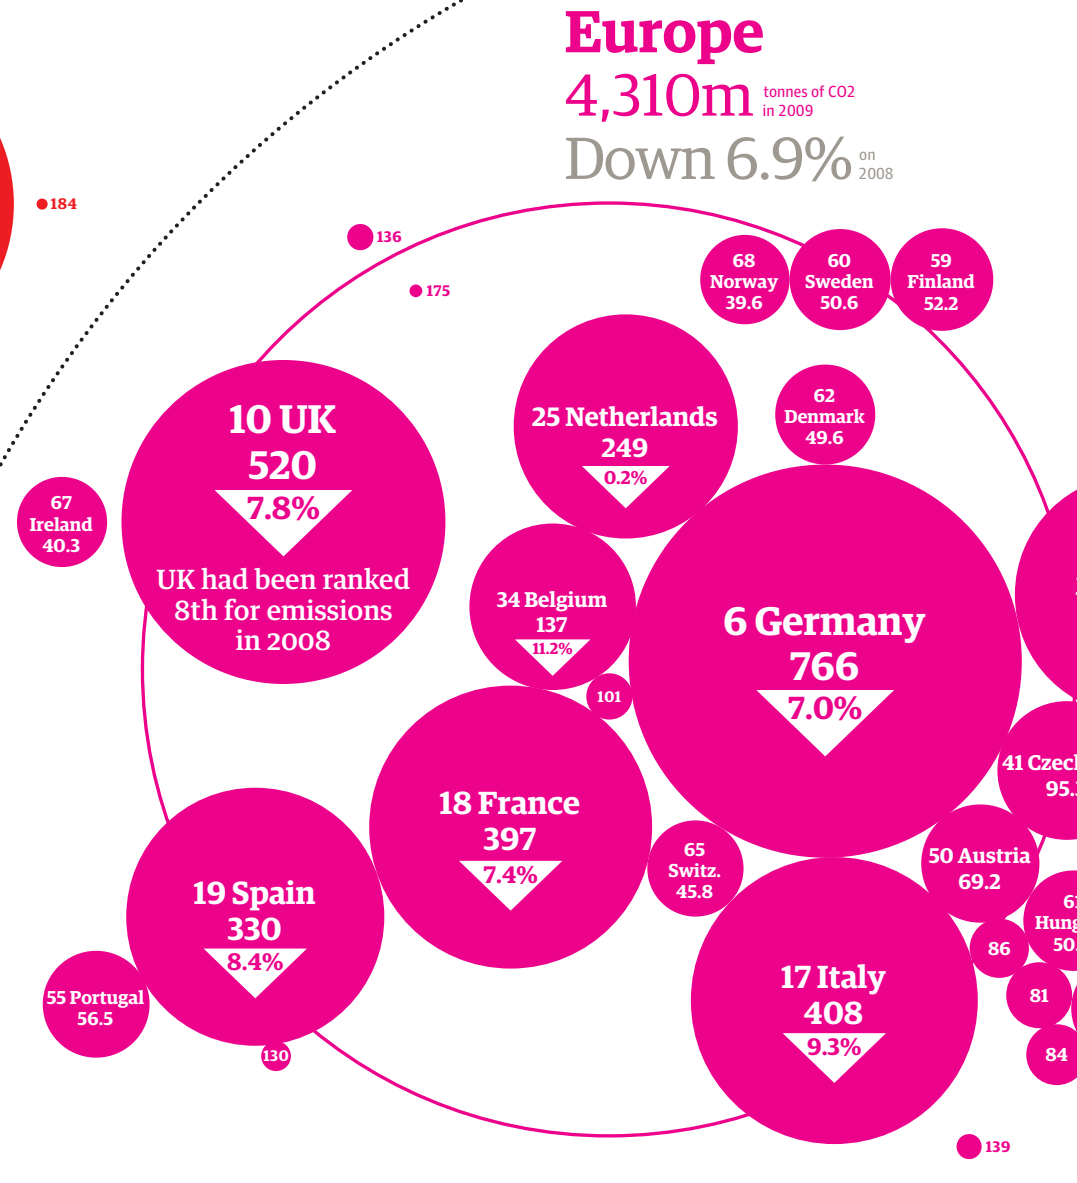 Europe
4,310m tonnes of CO2
in 2009
Down 6.9% on
2008
184
136
175
68
Norway
39.6
60
Sweden
50.6
59
Finland
52.2
10 UK
520
7.8%
UK had been ranked
8th for emissions
in 2008
25 Netherlands
249
0.2%
62
Denmark
49.6
67
Ireland
40.3
34 Belgium
137
11.2%
101
6 Germany
766
7.0%
41 Czec
95.
18 France
397
7.4%
65
Switz.
45.8
50 Austria
69.2
19 Spain
330
8.4%
86
Hung
50.
81
84
17 Italy
408
9.3%
55 Portugal
56.5
130
139